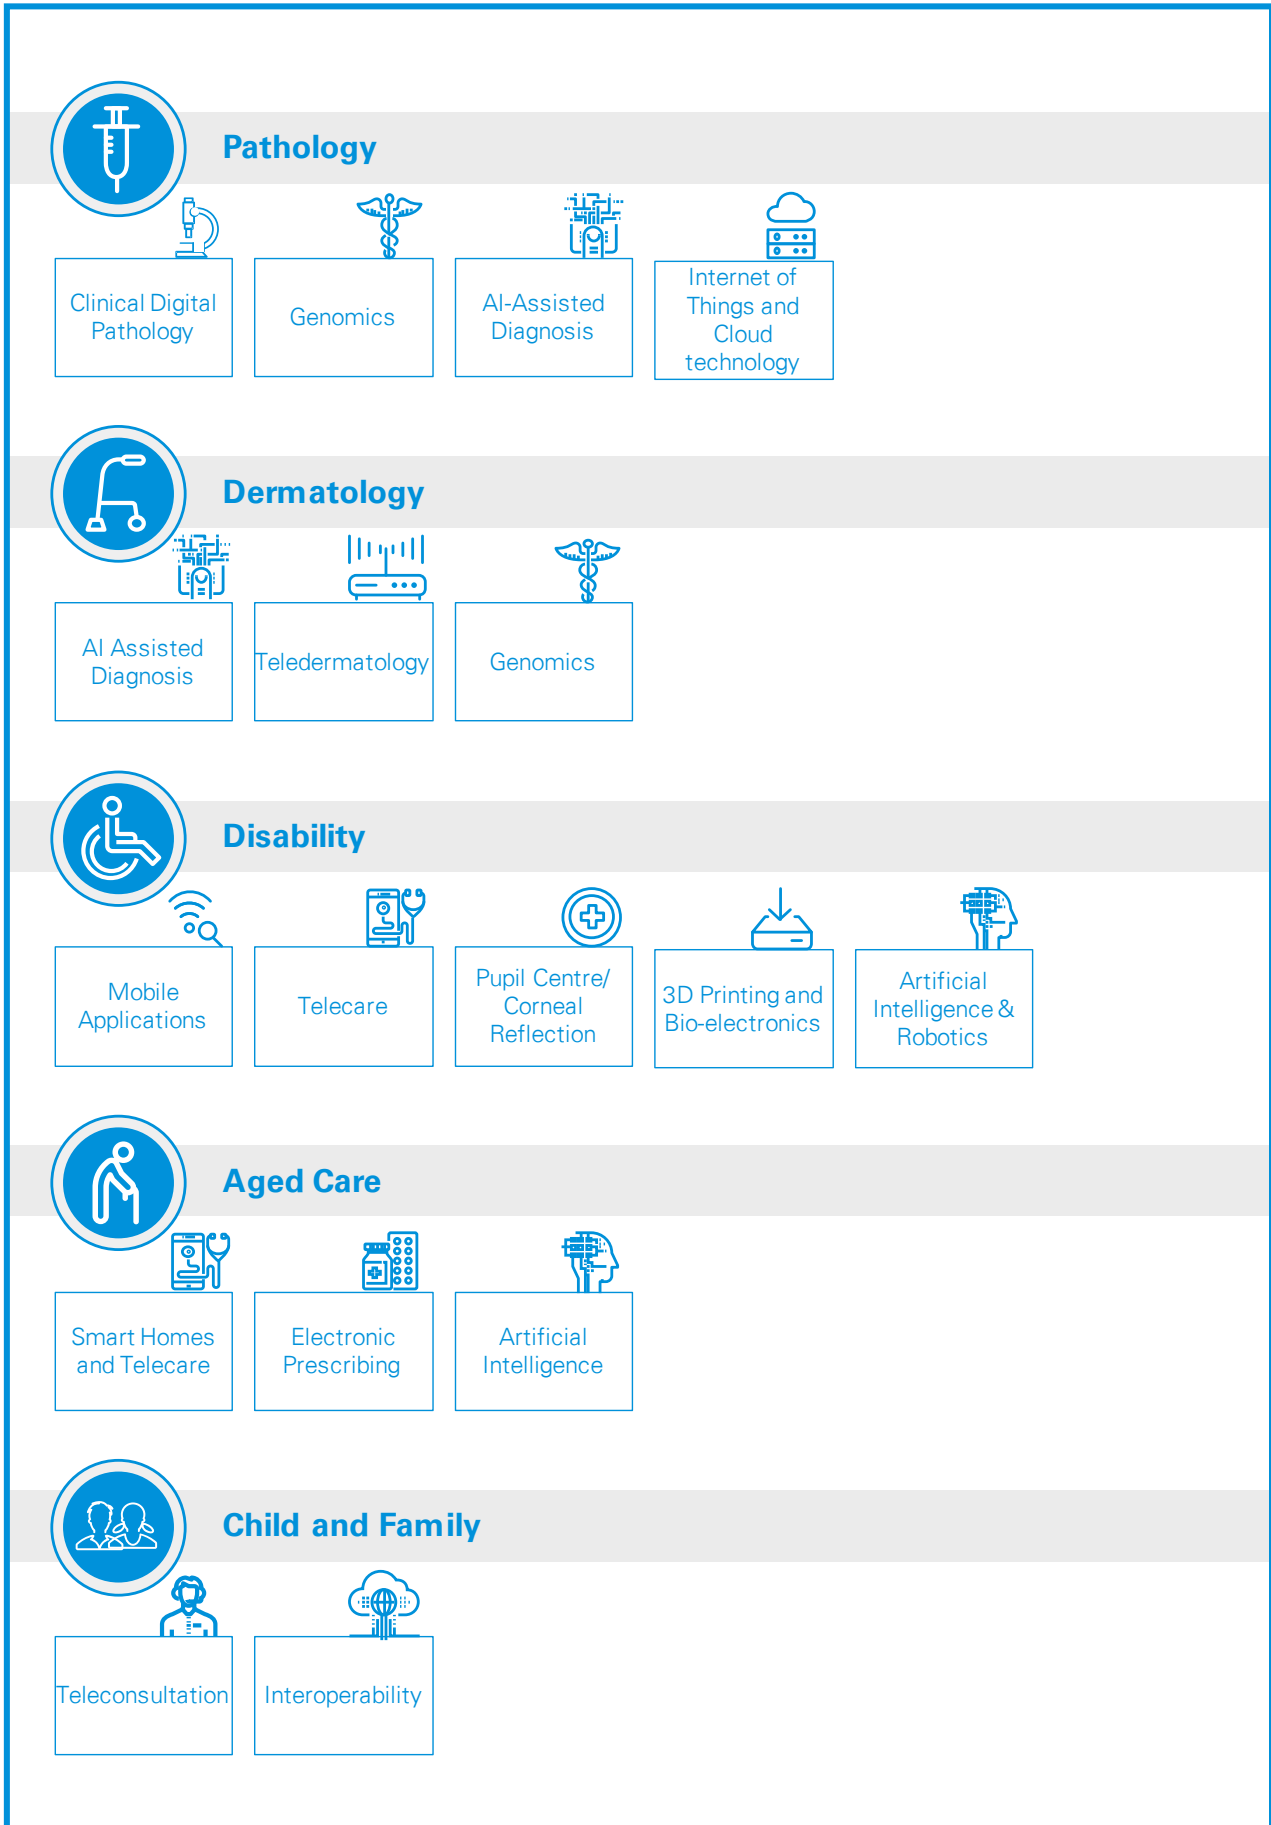 Pathology
Clinical Digital
Pathology
Genomics
AI-Assisted
Diagnosis
Internet of
Things and
Cloud
technology
Dermatology
AI Assisted
Diagnosis
Teledermatology
Genomics
Disability
Mobile
Applications
Telecare
Pupil Centre/
Corneal
Reflection
3D Printing and
Bio-electronics
Artificial
Intelligence &
Robotics
Aged Care
Smart Homes
and Telecare
Electronic
Prescribing
Artificial
Intelligence
Child and Family
Teleconsultation
Interoperability